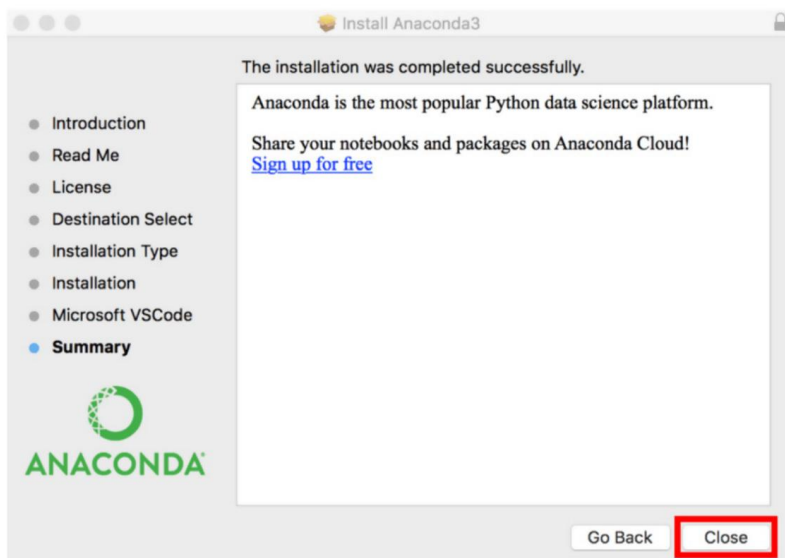 Install Anaconda3
The installation was completed successfully.
Introduction
Read Me
License
Destination Select
Installation Type
Installation
Microsoft VSCode
Summary
ANACONDA
Anaconda is the most popular Python data science platform.
Share your notebooks and packages on Anaconda Cloud!
Sign up for free
Go Back
Close